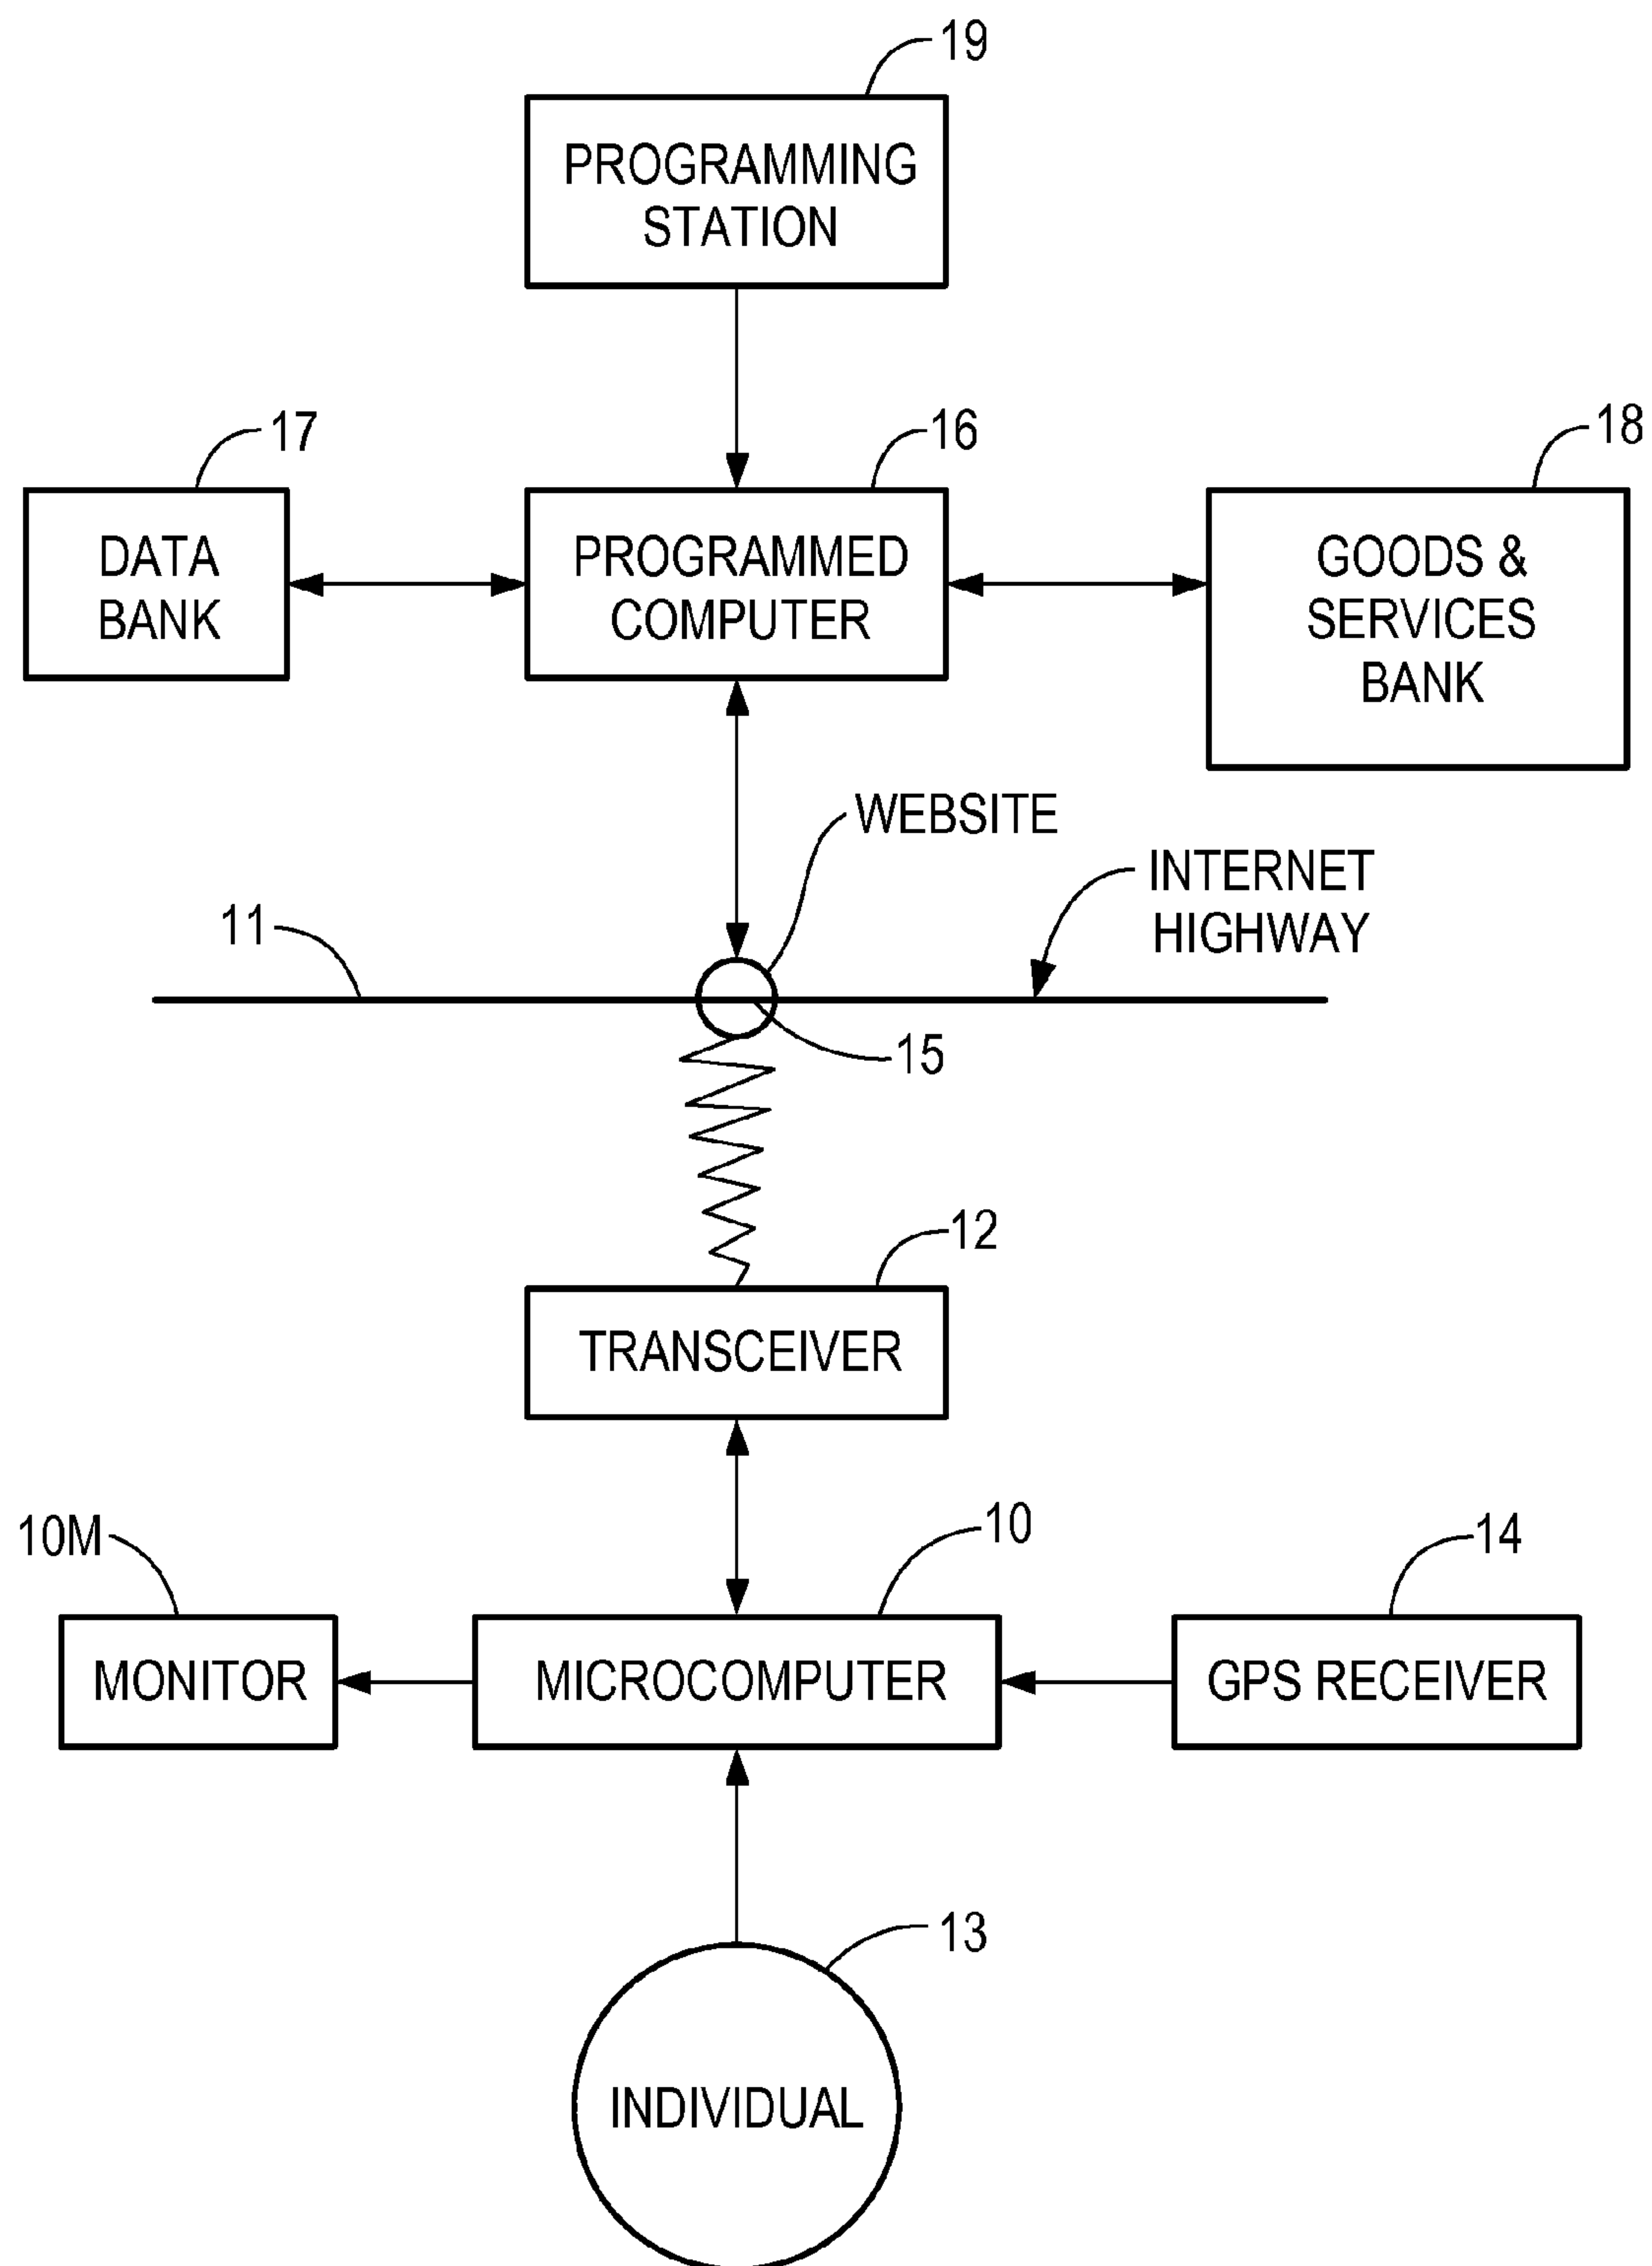 19
PROGRAMMING
STATION
17
16
18
DATA
BANK
PROGRAMMED
COMPUTER
GOODS &
SERVICES
BANK
WEBSITE
INTERNET
HIGHWAY
11
15
12
TRANSCEIVER
10M
10
14
MONITOR
MICROCOMPUTER
GPS RECEIVER
13
INDIVIDUAL